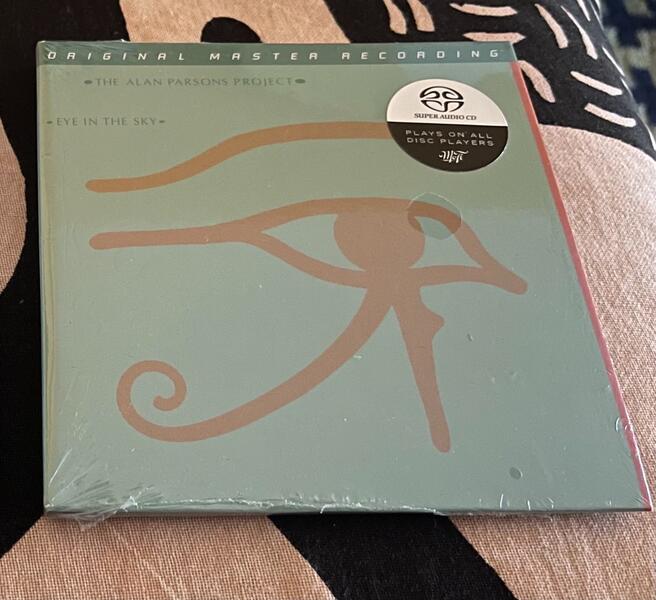 ORIGINAL MASTER RECORDING
•THE ALAN PARSONS PROJECT•
•EYE IN THE SKY•
SUPER AUDIO CD
PLAYS ON ALL
DISC PLAYERS